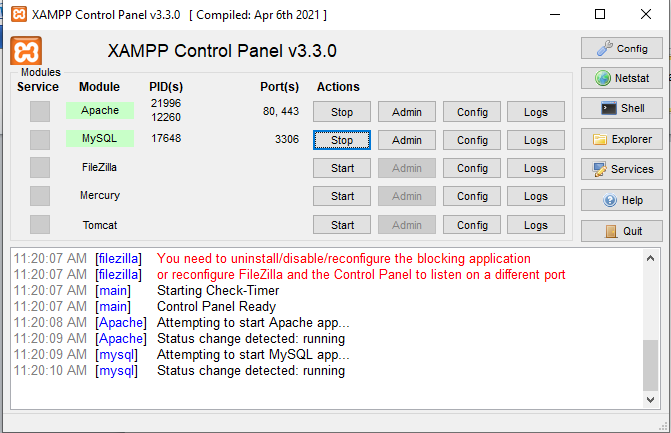 XAMPP Control Panel v3.3.0 [ Compiled: Apr 6th 2021 ]
XAMPP Control Panel v3.3.0
Config
Modules
Service Module PID(s) Port(s) Actions
Netstat
Apache 21996 12260 80, 443 Stop Admin Config Logs
Shell
MySQL 17648 3306 Stop Admin Config Logs
Explorer
FileZilla Start Admin Config Logs
Services
Mercury Start Admin Config Logs
Help
Tomcat Start Admin Config Logs
Quit
11:20:07 AM [filezilla] You need to uninstall/disable/reconfigure the blocking application
11:20:07 AM [filezilla] or reconfigure FileZilla and the Control Panel to listen on a different port
11:20:07 AM [main] Starting Check-Timer
11:20:07 AM [main] Control Panel Ready
11:20:08 AM [Apache] Attempting to start Apache app...
11:20:09 AM [Apache] Status change detected: running
11:20:09 AM [mysql] Attempting to start MySQL app...
11:20:10 AM [mysql] Status change detected: running